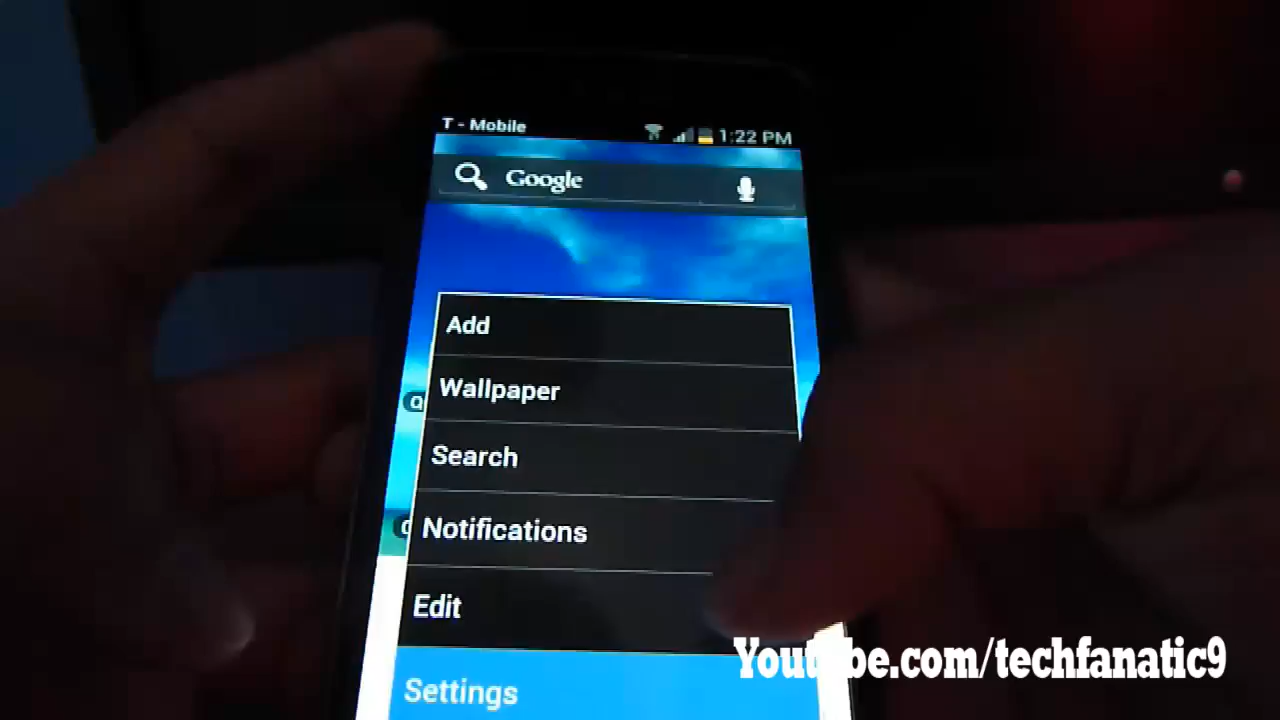 T - Mobile 1:22 PM
Google
Add
Wallpaper
Search
Notifications
Edit
Settings
Youtube.com/techfanatic9